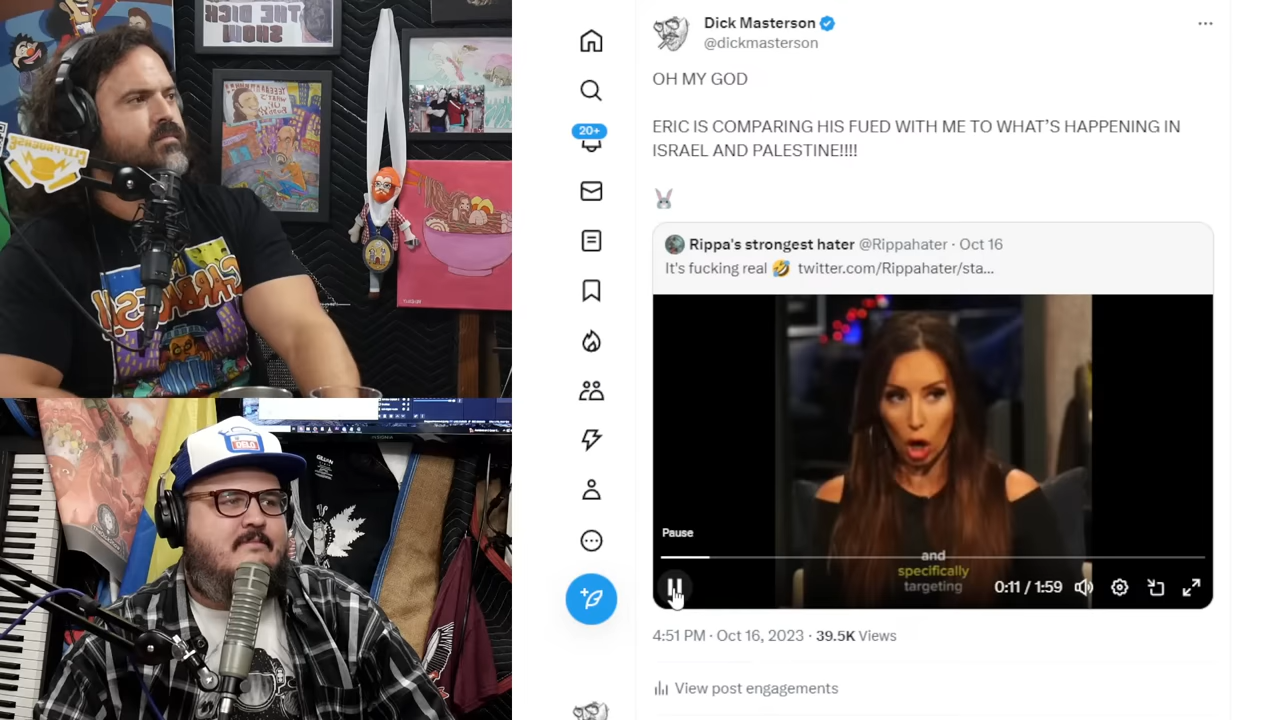 THE DICK
SHOW
Dick Masterson
@dickmasterson
OH MY GOD
ERIC IS COMPARING HIS FUED WITH ME TO WHAT'S HAPPENING IN
ISRAEL AND PALESTINE!!!!
20+
Rippa's strongest hater @Rippahater · Oct 16
It's fucking real 🤣 twitter.com/Rippahater/sta...
Pause
and
specifically
targeting
0:11 / 1:59
4:51 PM · Oct 16, 2023 · 39.5K Views
View post engagements